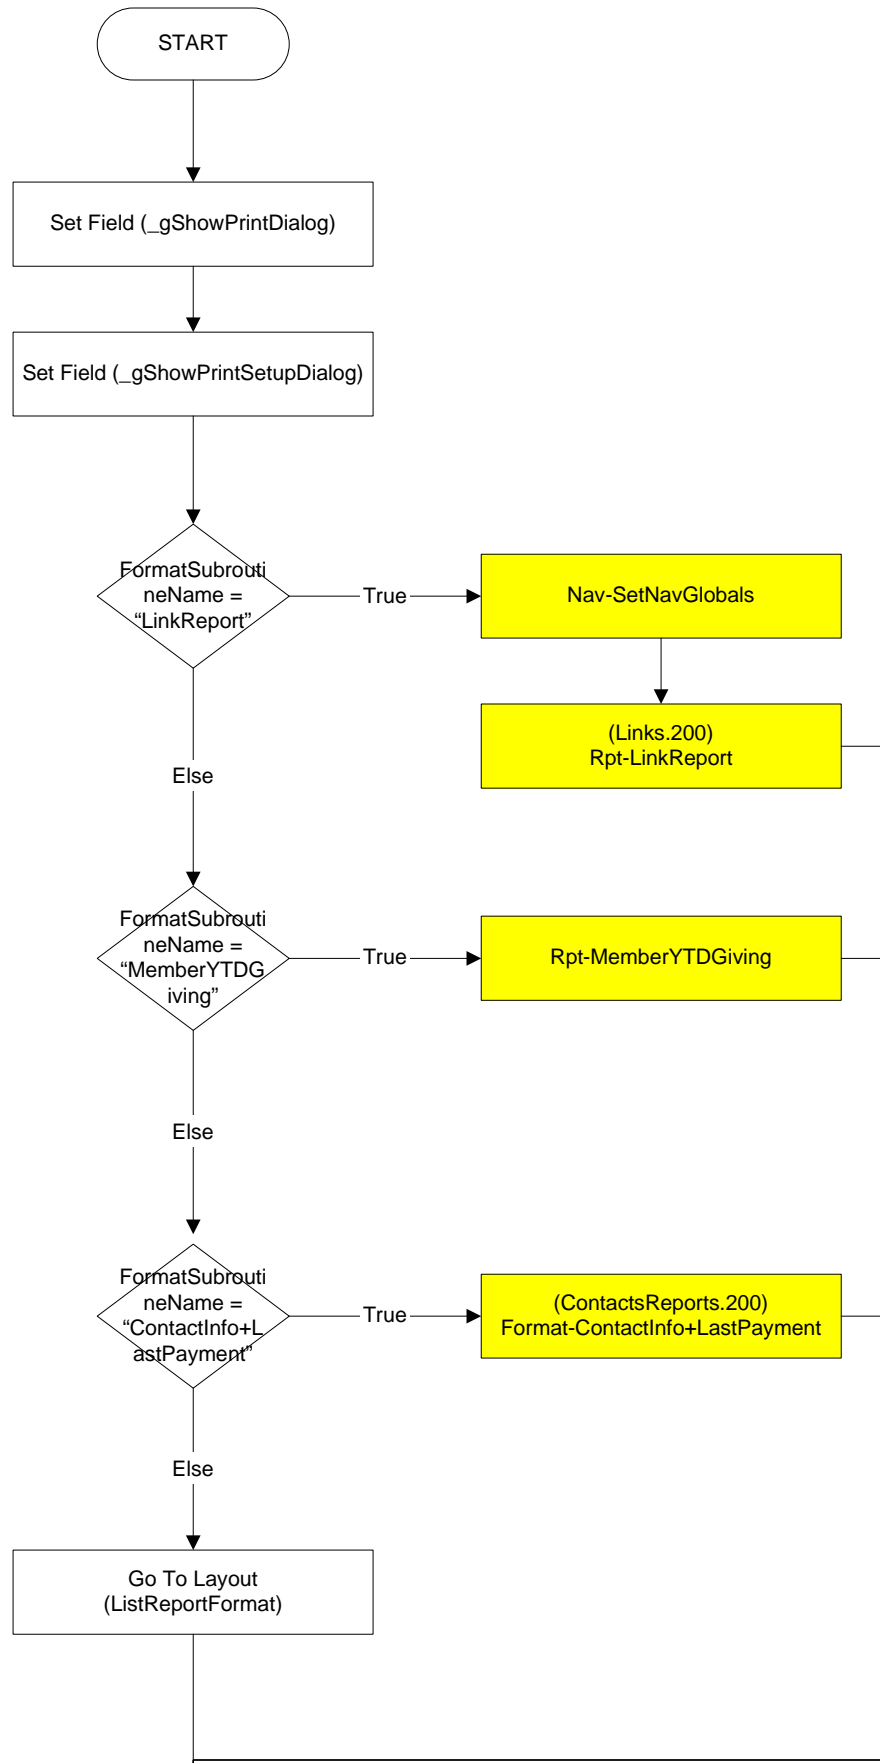 START
Set Field (_gShowPrintDialog)
Set Field (_gShowPrintSetupDialog)
FormatSubrouti
neName =
“LinkReport”
True
Nav-SetNavGlobals
(Links.200)
Rpt-LinkReport
Else
FormatSubrouti
neName =
“MemberYTDG
iving”
True
Rpt-MemberYTDGiving
Else
FormatSubrouti
neName =
“ContactInfo+L
astPayment”
True
(ContactsReports.200)
Format-ContactInfo+LastPayment
Else
Go To Layout
(ListReportFormat)